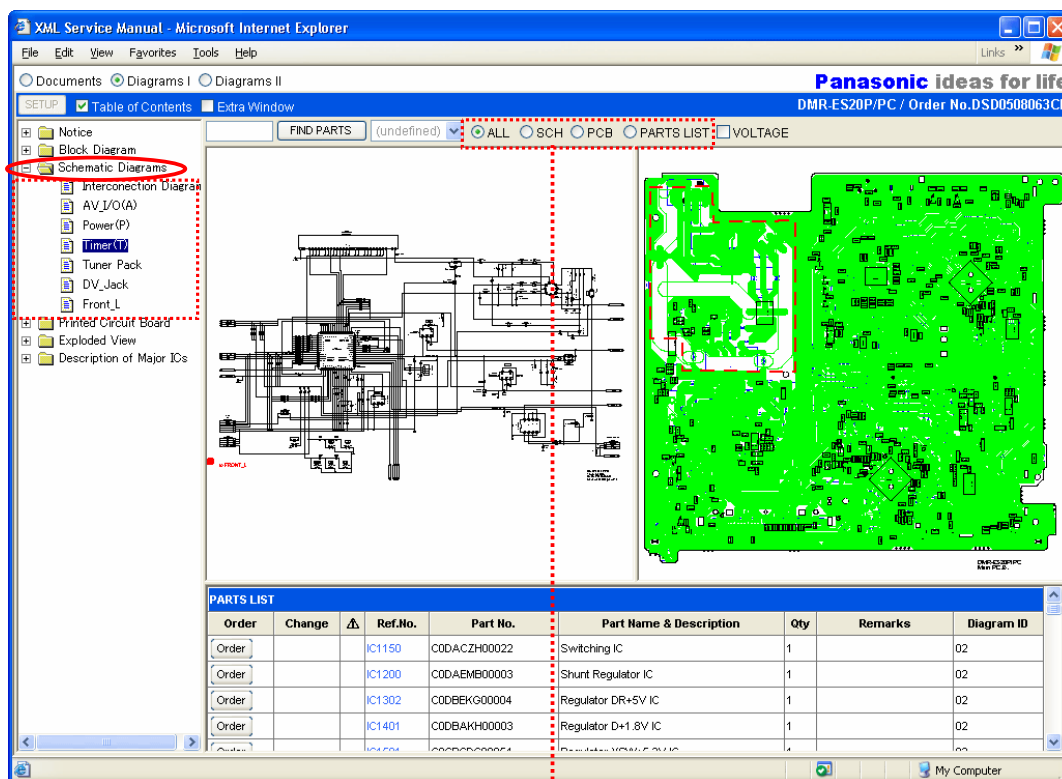 XML Service Manual - Microsoft Internet Explorer
File Edit View Favorites Tools Help Links »
Documents Diagrams I Diagrams II Panasonic ideas for life
SETUP Table of Contents Extra Window DMR-ES20P/PC / Order No.DSD0508063C
Notice
Block Diagram
Schematic Diagrams
Interconection Diagran
AV_I/O(A)
Power(P)
Timer(T)
Tuner Pack
DV_Jack
Front_L
Printed Circuit Board
Exploded View
Description of Major ICs
FIND PARTS (undefined) ALL SCH PCB PARTS LIST VOLTAGE
DMR-ES20P/PC
Main P.C.B.
PARTS LIST
Order Change Ref.No. Part No. Part Name & Description Qty Remarks Diagram ID
Order IC1150 C0DACZH00022 Switching IC 1 02
Order IC1200 C0DAEMB00003 Shunt Regulator IC 1 02
Order IC1302 C0DBEKG00004 Regulator DR+5V IC 1 02
Order IC1401 C0DBAKH00003 Regulator D+1.8V IC 1 02
Order
My Computer